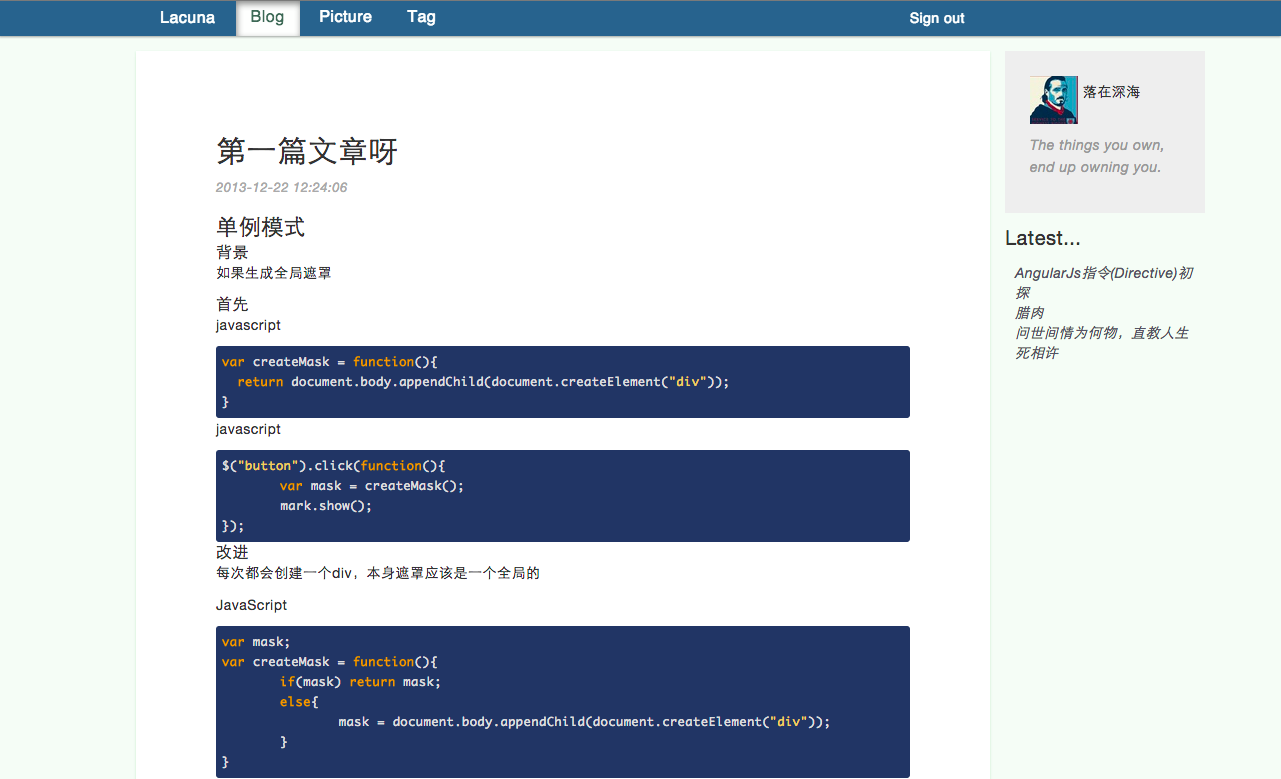 Lacuna Blog Picture Tag Sign out
第一篇文章呀
2013-12-22 12:24:06
单例模式
背景
如果生成全局遮罩
首先
javascript
var createMask = function(){
  return document.body.appendChild(document.createElement("div"));
}
javascript
$("button").click(function(){
        var mask = createMask();
        mark.show();
});
改进
每次都会创建一个div，本身遮罩应该是一个全局的
JavaScript
var mask;
var createMask = function(){
        if(mask) return mask;
        else{
                mask = document.body.appendChild(document.createElement("div"));
        }
}
落在深海
The things you own,
end up owning you.
Latest...
AngularJs指令(Directive)初
探
腊肉
问世间情为何物，直教人生
死相许